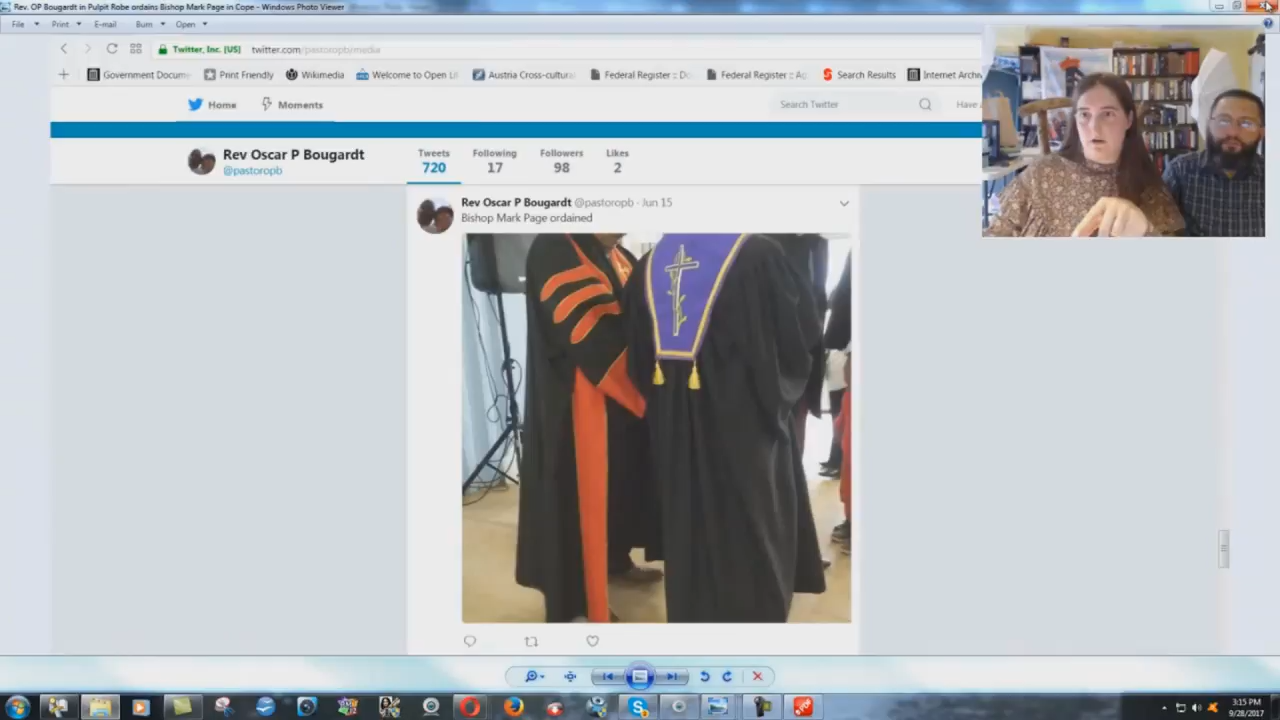 Rev. OP Bougardt in Pulpit Robe ordains Bishop Mark Page in Cope - Windows Photo Viewer
File Print E-mail Burn Open
Twitter, Inc. [US] twitter.com/pastoropb/media
Government Docum Print Friendly Wikimedia Welcome to Open Li Austria Cross-cultura Federal Register :: Do Federal Register :: Ag Search Results Internet Archi
Home Moments Search Twitter Have a
Rev Oscar P Bougardt
@pastoropb
Tweets Following Followers Likes
720 17 98 2
Rev Oscar P Bougardt @pastoropb · Jun 15
Bishop Mark Page ordained
3:15 PM
9/28/2017